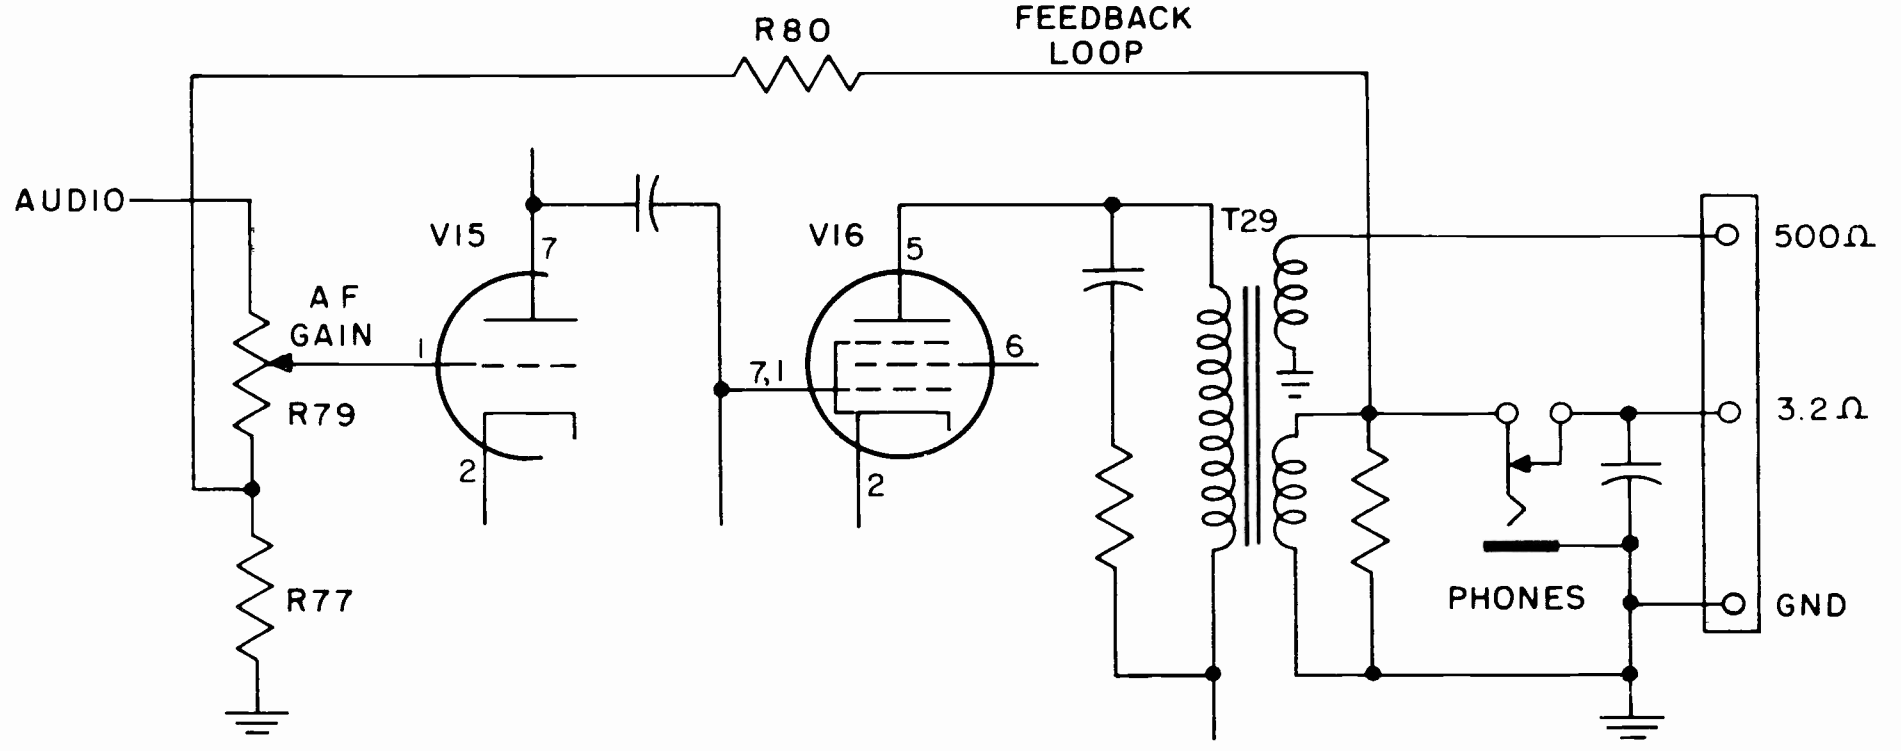 R80
FEEDBACK
LOOP
AUDIO
V15
7
V16
5
T29
500Ω
AF
GAIN
1
6
7,1
R79
3.2Ω
2
2
R77
PHONES
GND